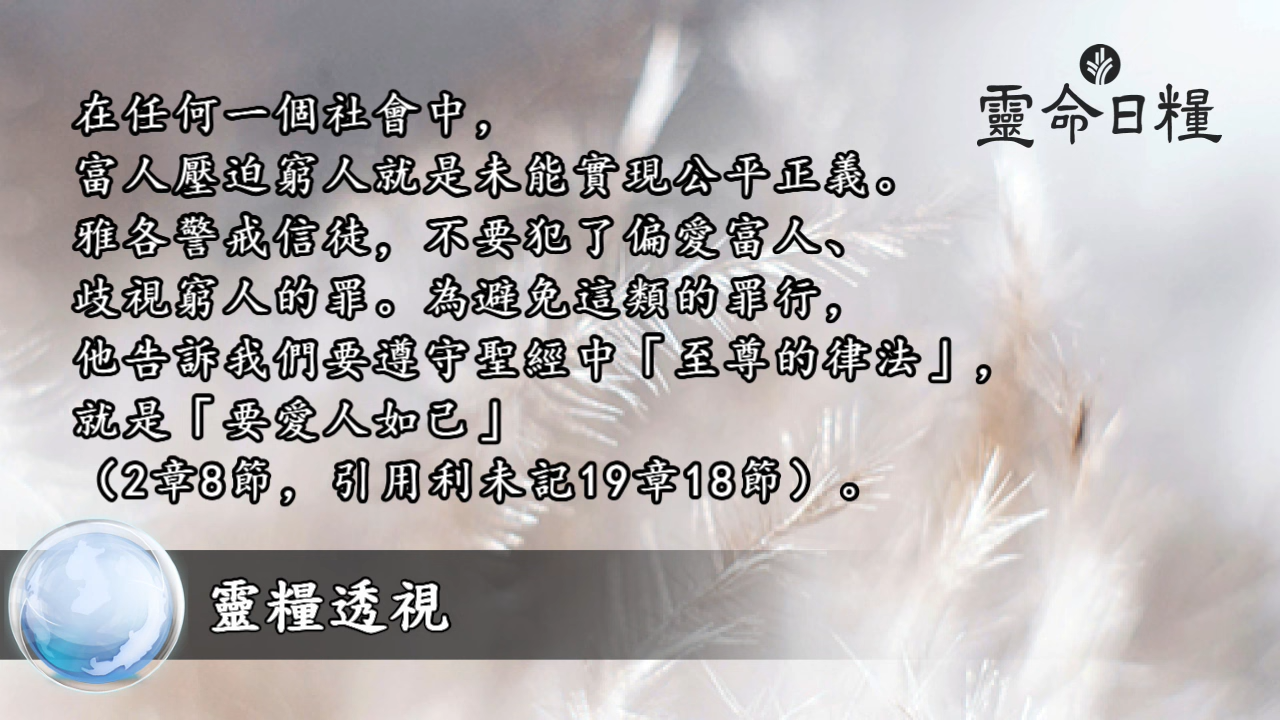 靈命日糧
在任何一個社會中，
富人壓迫窮人就是未能實現公平正義。
雅各警戒信徒，不要犯了偏愛富人、
歧視窮人的罪。為避免這類的罪行，
他告訴我們要遵守聖經中「至尊的律法」，
就是「要愛人如己」
（2章8節，引用利未記19章18節）。
靈糧透視